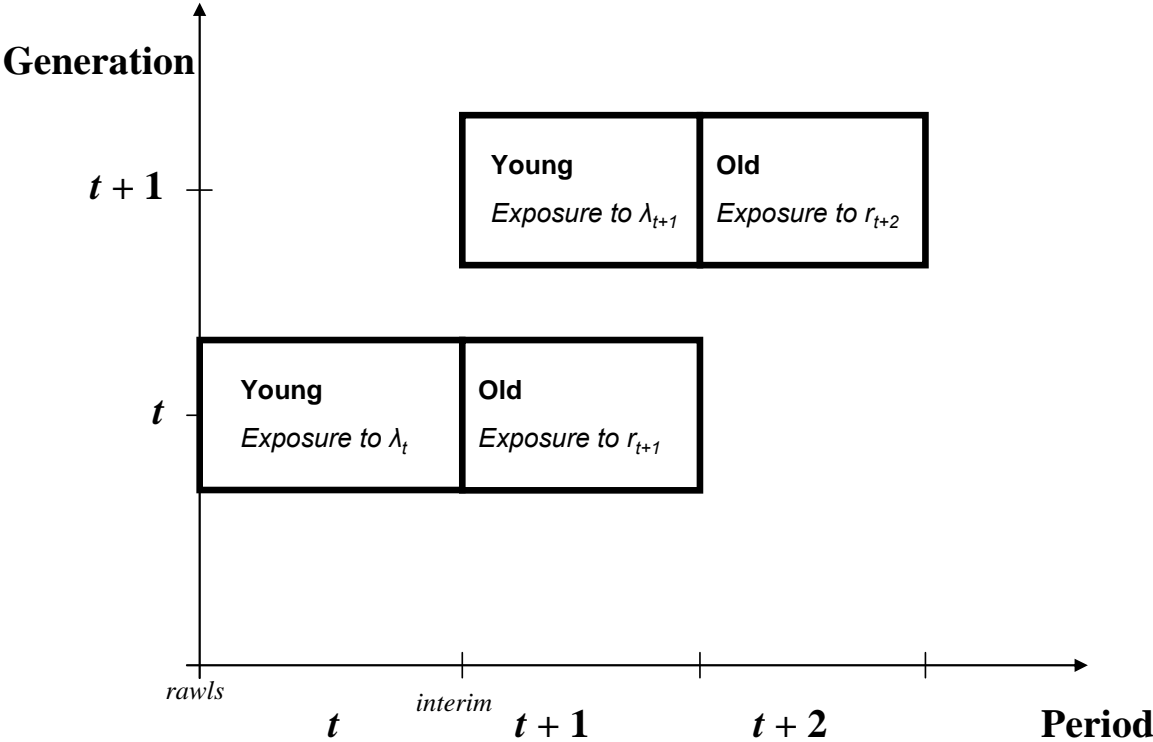 Generation
t + 1
Young
Exposure to λt+1
Old
Exposure to rt+2
t
Young
Exposure to λt
Old
Exposure to rt+1
rawls
interim
t
t + 1
t + 2
Period